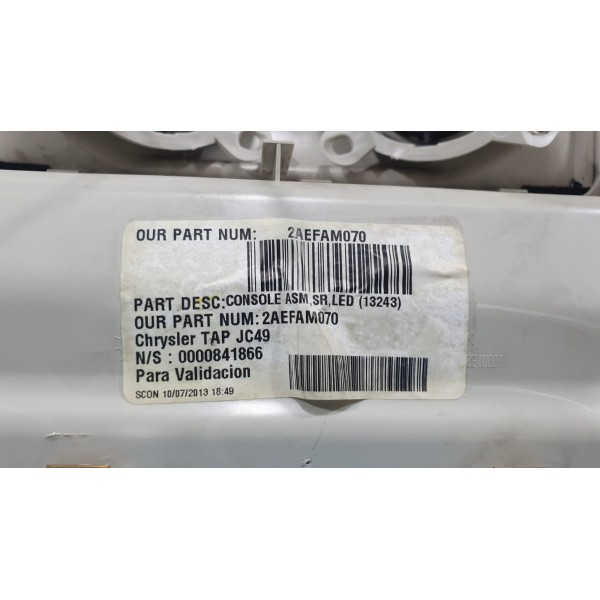 OUR PART NUM: 2AEFAM070
PART DESC:CONSOLE ASM,SR,LED (13243)
OUR PART NUM:2AEFAM070
Chrysler TAP JC49
N/S : 0000841866
Para Validacion
SCON 10/07/2013 18:49